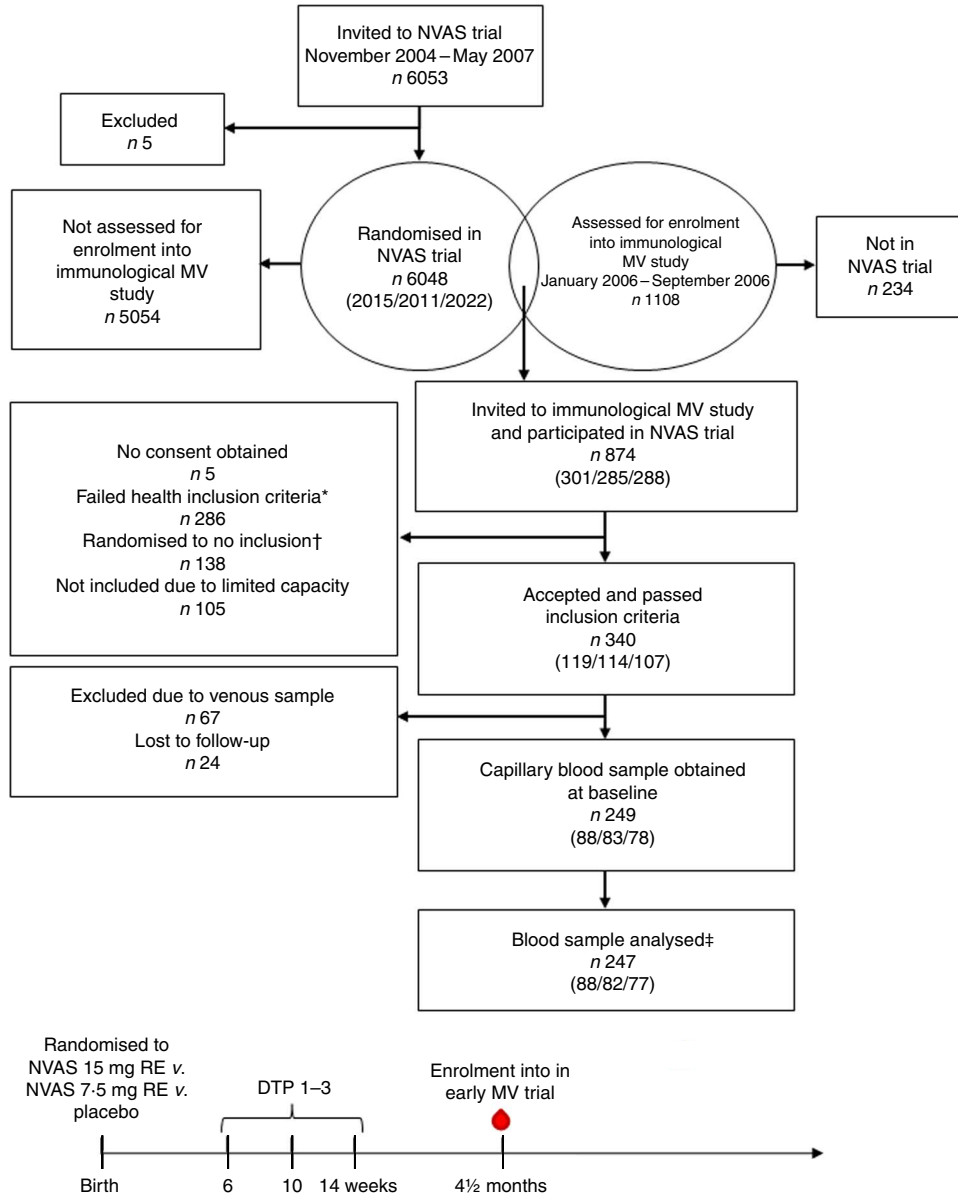 Invited to NVAS trial
November 2004 – May 2007
n 6053
Excluded
n 5
Not assessed for
enrolment into
immunological MV
study
n 5054
Randomised in
NVAS trial
n 6048
(2015/2011/2022)
Assessed for enrolment
into immunological
MV study
January 2006 – September 2006
n 1108
Not in
NVAS trial
n 234
Invited to immunological MV study
and participated in NVAS trial
n 874
(301/285/288)
No consent obtained
n 5
Failed health inclusion criteria*
n 286
Randomised to no inclusion†
n 138
Not included due to limited capacity
n 105
Accepted and passed
inclusion criteria
n 340
(119/114/107)
Excluded due to venous sample
n 67
Lost to follow-up
n 24
Capillary blood sample obtained
at baseline
n 249
(88/83/78)
Blood sample analysed‡
n 247
(88/82/77)
Randomised to
NVAS 15 mg RE v.
NVAS 7·5 mg RE v.
placebo
DTP 1–3
Enrolment into in
early MV trial
Birth
6
10
14 weeks
4½ months